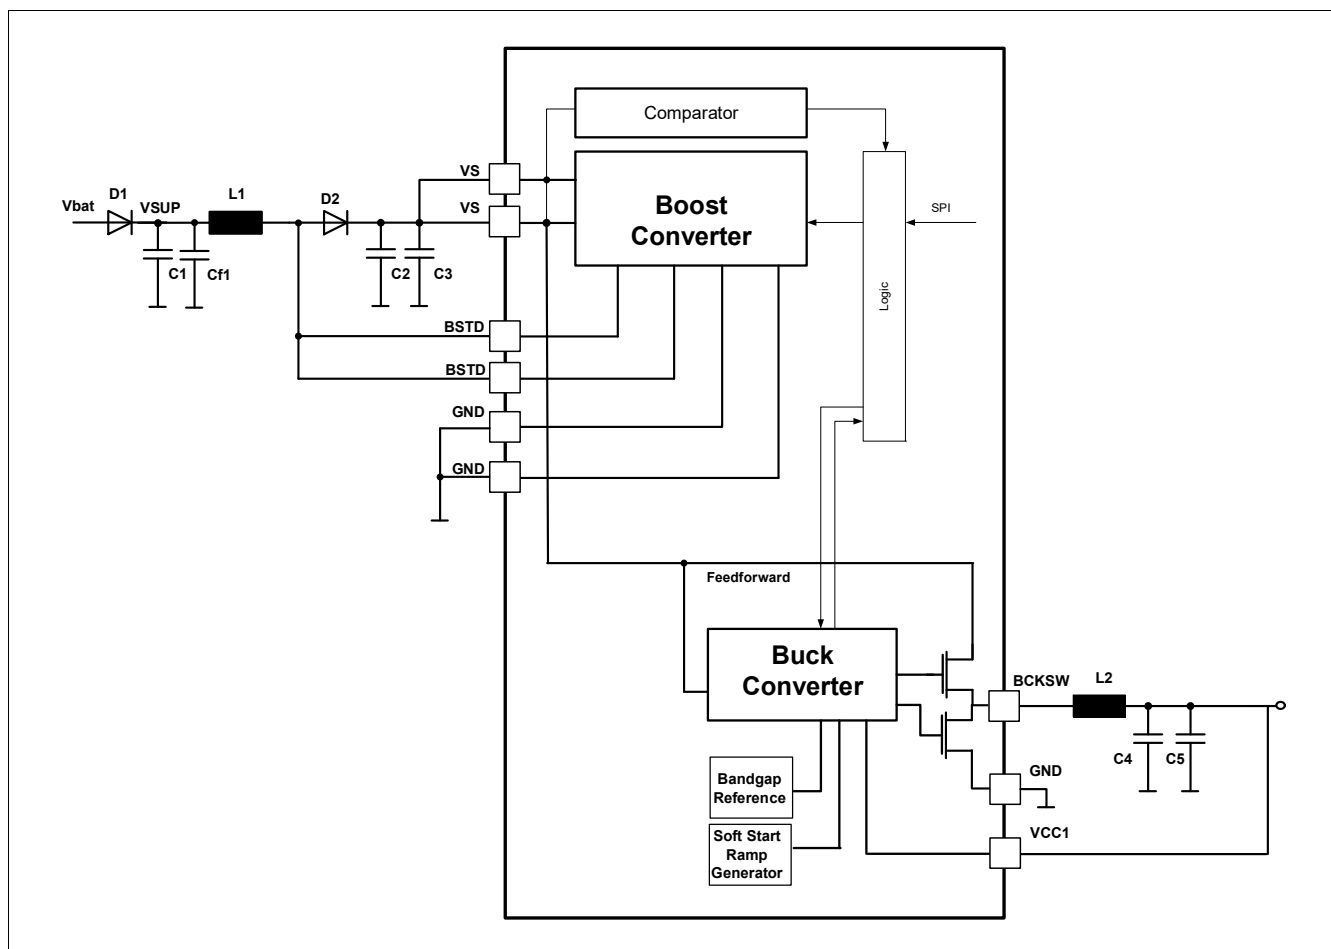 Comparator
VS
D1
L1
D2
Boost
Converter
Vbat
VSUP
VS
SPI
C1
Cf1
C2
C3
Logic
BSTD
BSTD
GND
GND
Feedforward
Buck
Converter
BCKSW
L2
C4
C5
Bandgap
Reference
GND
Soft Start
Ramp
Generator
VCC1